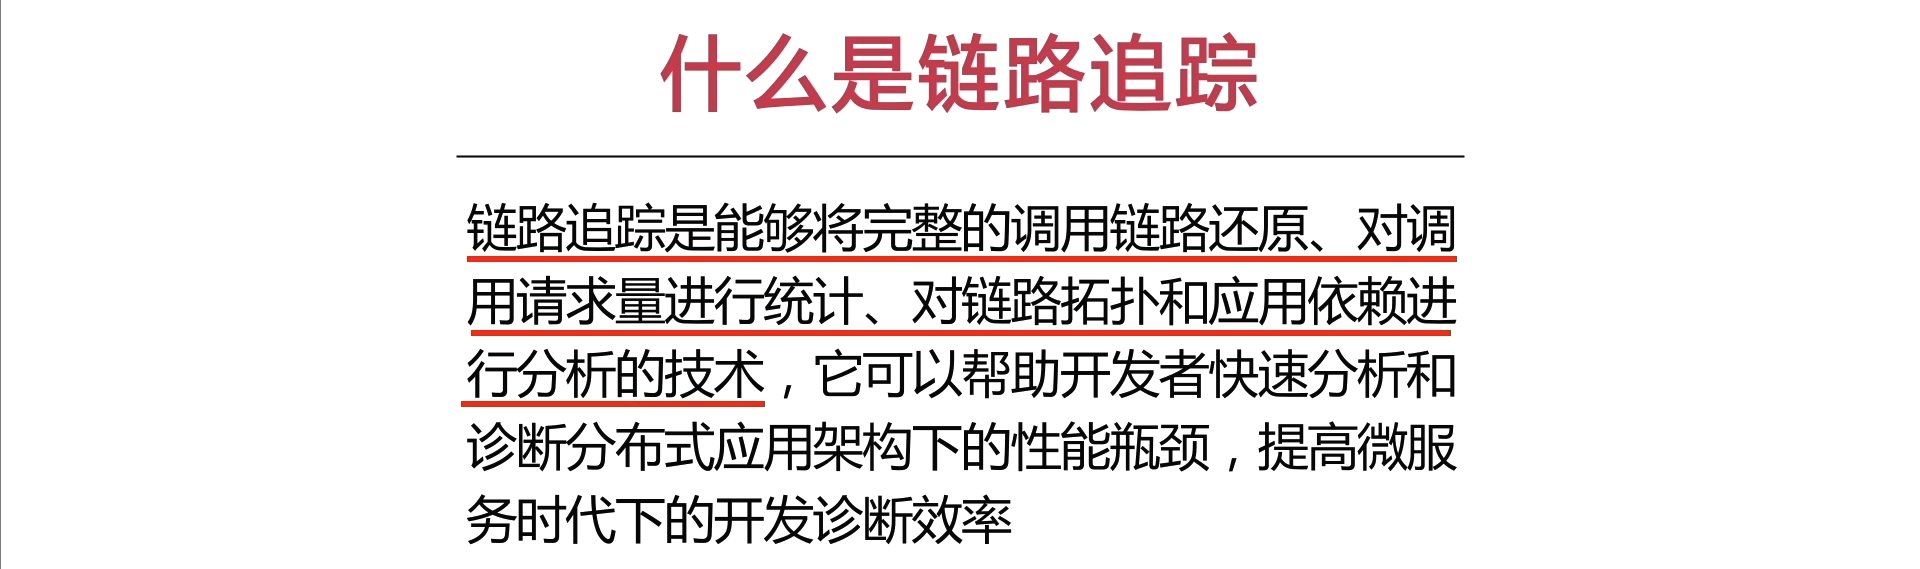 什么是链路追踪
链路追踪是能够将完整的调用链路还原、对调
用请求量进行统计、对链路拓扑和应用依赖进
行分析的技术，它可以帮助开发者快速分析和
诊断分布式应用架构下的性能瓶颈，提高微服
务时代下的开发诊断效率